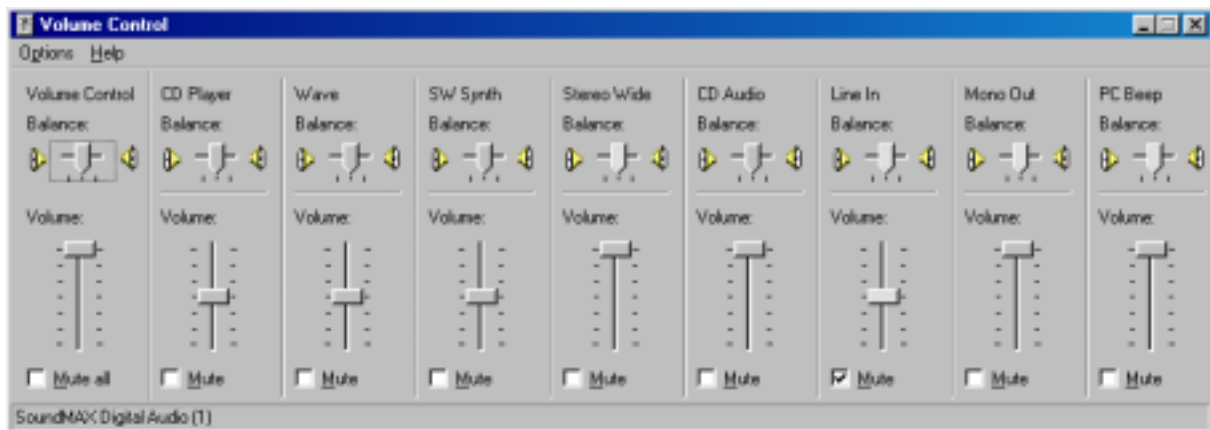 Volume Control
Options Help
Volume Control CD Player Wave SW Synth Stereo Wide CD Audio Line In Mono Out PC Beep
Balance: Balance: Balance: Balance: Balance: Balance: Balance: Balance: Balance:
Volume: Volume: Volume: Volume: Volume: Volume: Volume: Volume: Volume:
Mute all Mute Mute Mute Mute Mute Mute Mute Mute
SoundMAX Digital Audio (1)